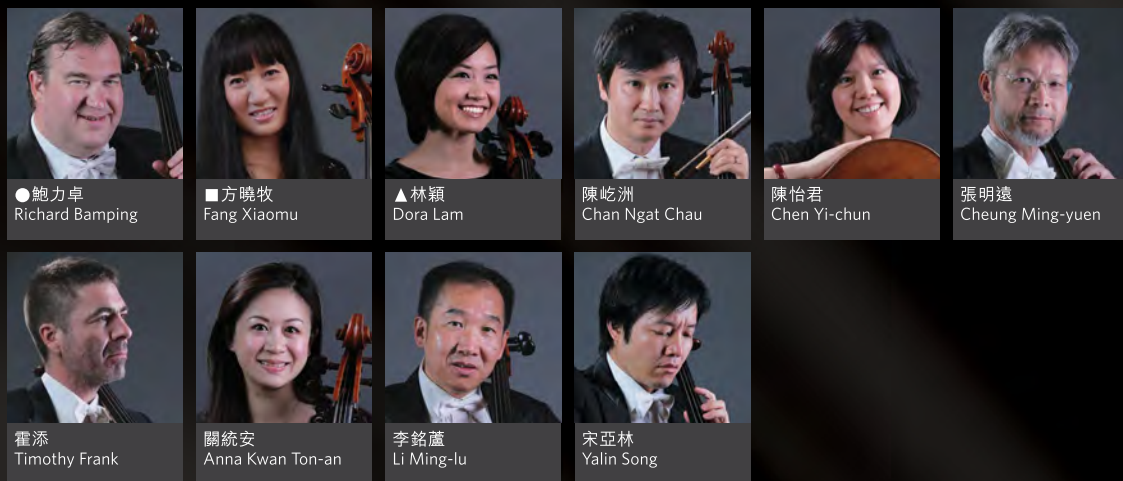 ●鮑力卓
Richard Bamping
■方曉牧
Fang Xiaomu
▲林穎
Dora Lam
陳屹洲
Chan Ngat Chau
陳怡君
Chen Yi-chun
張明遠
Cheung Ming-yuen
霍添
Timothy Frank
關統安
Anna Kwan Ton-an
李銘蘆
Li Ming-lu
宋亞林
Yalin Song